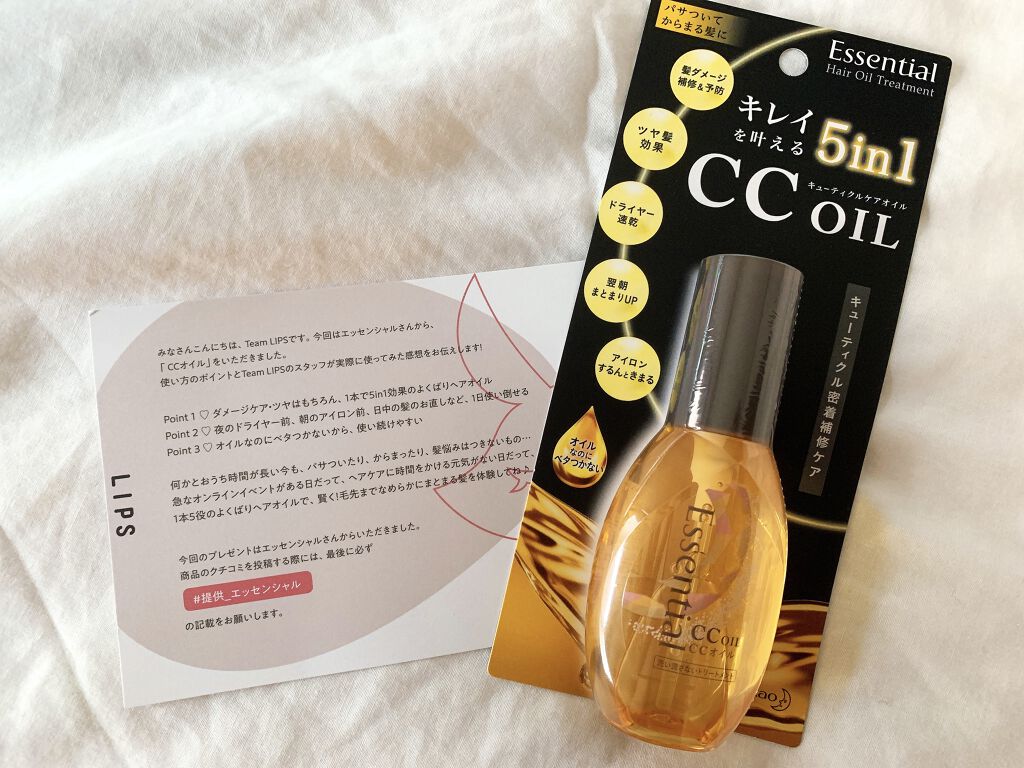 みなさんこんにちは、Team LIPSです。今回はエッセンシャルさんから、
「 CCオイル」をいただきました。
使い方のポイントとTeam LIPSのスタッフが実際に使ってみた感想をお伝えします!
Point 1 ♡ ダメージケア・ツヤはもちろん、1本で5in1効果のよくばりヘアオイル
Point 2 ♡ 夜のドライヤー前、朝のアイロン前、日中の髪のお直しなど、1日使い倒せる
Point 3 ♡ オイルなのにベタつかないから、使い続けやすい
何かとおうち時間が長い今も、パサついたり、からまったり、髪悩みはつきないもの…
急なオンラインイベントがある日だって、ヘアケアに時間をかける元気がない日だって、
1本5役のよくばりヘアオイルで、賢く!毛先までなめらかにまとまる髪を体験してね
今回のプレゼントはエッセンシャルさんからいただきました。
商品のクチコミを投稿する際には、最後に必ず
#提供_エッセンシャル
の記載をお願いします。
LIPS
パサついて
からまる髪に
Essential
Hair Oil Treatment
髪ダメージ
補修&予防
ツヤ髪
効果
ドライヤー
速乾
翌朝
まとまりUP
アイロン
するんときまる
オイル
なのに
ベタつかない
キレイ
を叶える
5in1
キューティクルケアオイル
CC OIL
キューティクル密着補修ケア
Essential
CC OIL
CCオイル
洗い流さないトリートメント